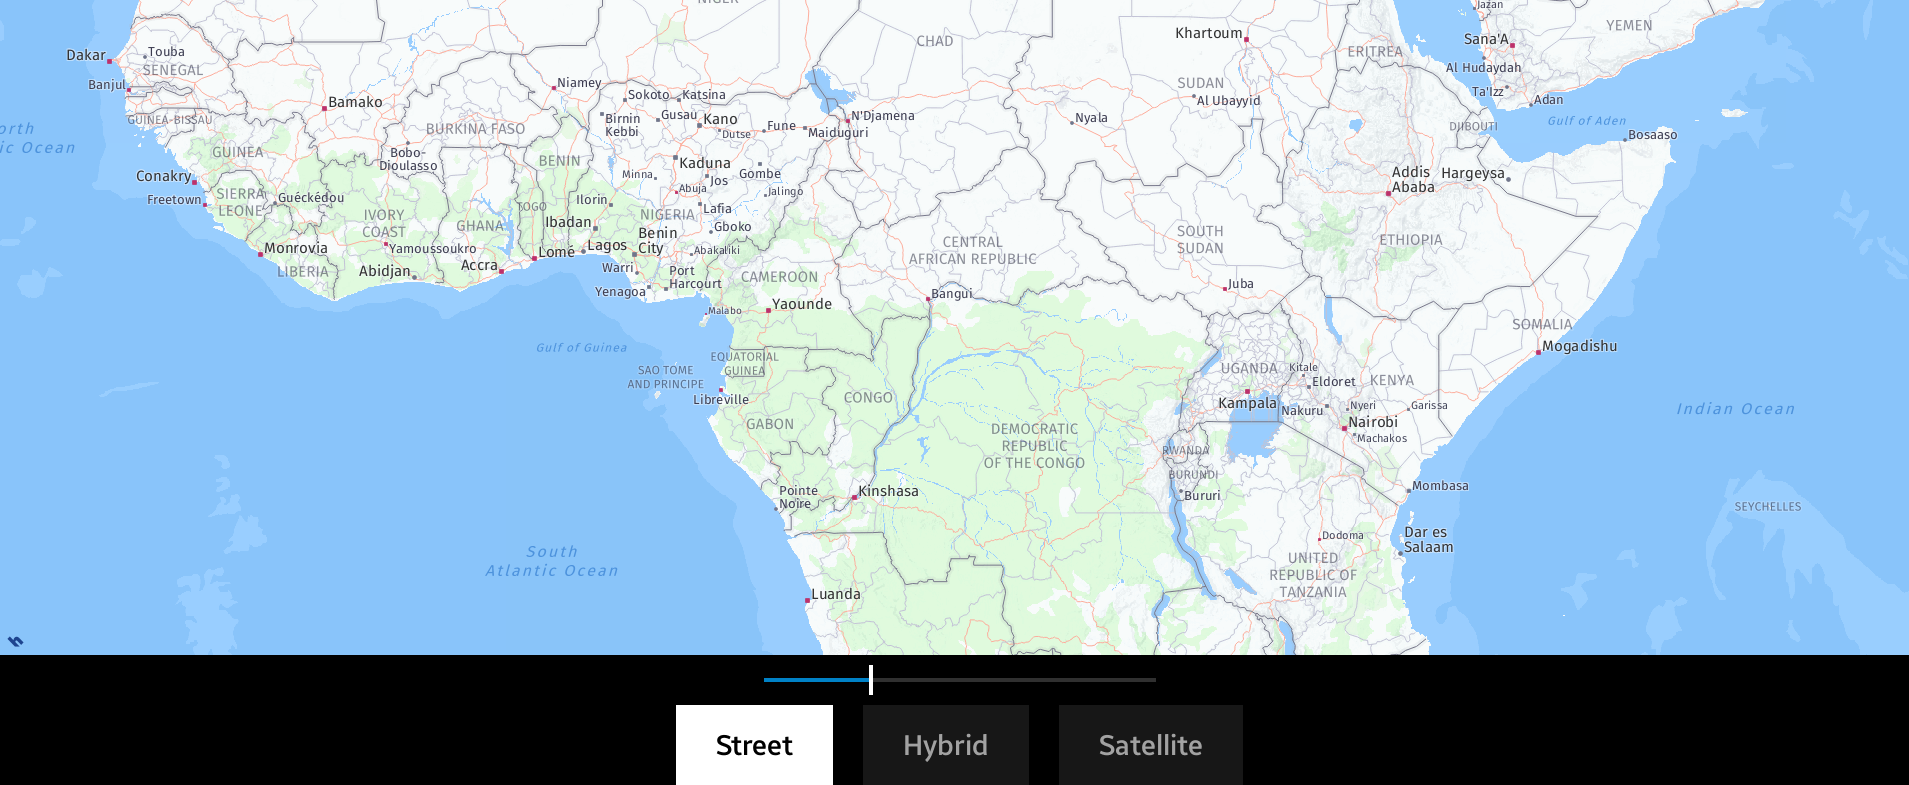 NIGER
Jazan
Dakar
Touba
SENEGAL
Banjul
GUINEA-BISSAU
Bamako
Niamey
Sokoto
Katsina
CHAD
Khartoum
ERITREA
Sana'A
YEMEN
Al Hudaydah
Ta'Izz
Adan
SUDAN
Al Ubayyid
Nyala
DJIBOUTI
Gulf of Aden
Bosaaso
orth
ic Ocean
BURKINA FASO
Birnin
Kebbi
Gusau
Kano
Dutse
Fune
Maiduguri
N'Djamena
GUINEA
Bobo-
Dioulasso
BENIN
Kaduna
Minna
Jos
Gombe
Abuja
Jalingo
Addis
Ababa
Hargeysa
Conakry
Freetown
SIERRA
LEONE
Guéckédou
IVORY
COAST
TOGO
GHANA
Ilorin
Ibadan
NIGERIA
Lafia
Gboko
Benin
City
Lagos
Abakaliki
Monrovia
LIBERIA
Yamoussoukro
Abidjan
Accra
Lomé
Warri
Port
Harcourt
Yenagoa
CAMEROON
CENTRAL
AFRICAN REPUBLIC
SOUTH
SUDAN
ETHIOPIA
Malabo
Yaounde
Bangui
Juba
SOMALIA
Mogadishu
Gulf of Guinea
EQUATORIAL
GUINEA
SAO TOME
AND PRINCIPE
Libreville
CONGO
GABON
UGANDA
Kitale
Eldoret
KENYA
Kampala
Nakuru
Nyeri
Garissa
Nairobi
Machakos
Indian Ocean
DEMOCRATIC
REPUBLIC
OF THE CONGO
RWANDA
BURUNDI
Bururi
Pointe
Noire
Kinshasa
Mombasa
SEYCHELLES
Dodoma
Dar es
Salaam
South
Atlantic Ocean
UNITED
REPUBLIC OF
TANZANIA
Luanda
Street
Hybrid
Satellite